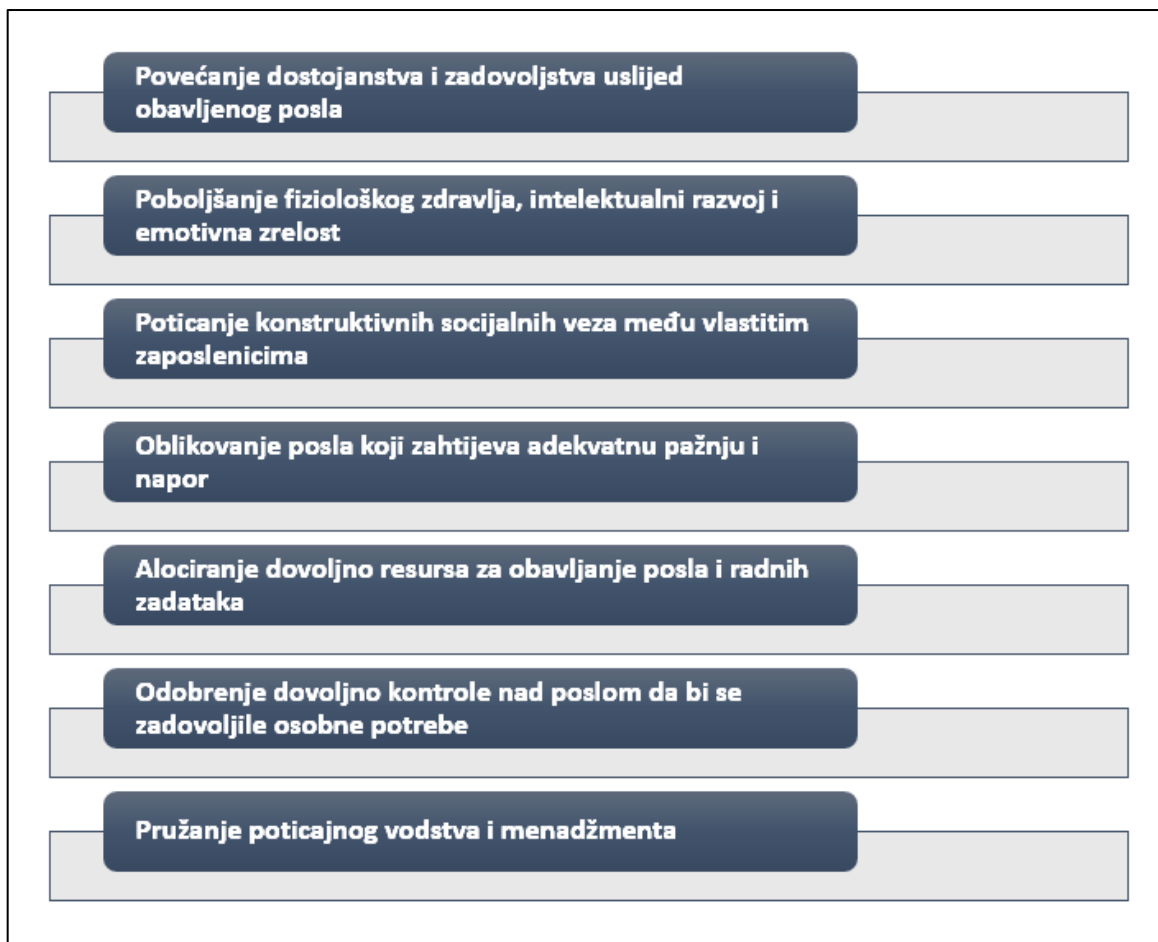 Povećanje dostojanstva i zadovoljstva uslijed
obavljenog posla
Poboljšanje fiziološkog zdravlja, intelektualni razvoj i
emotivna zrelost
Poticanje konstruktivnih socijalnih veza među vlastitim
zaposlenicima
Oblikovanje posla koji zahtijeva adekvatnu pažnju i
napor
Alociranje dovoljno resursa za obavljanje posla i radnih
zadataka
Odobrenje dovoljno kontrole nad poslom da bi se
zadovoljile osobne potrebe
Pružanje poticajnog vodstva i menadžmenta